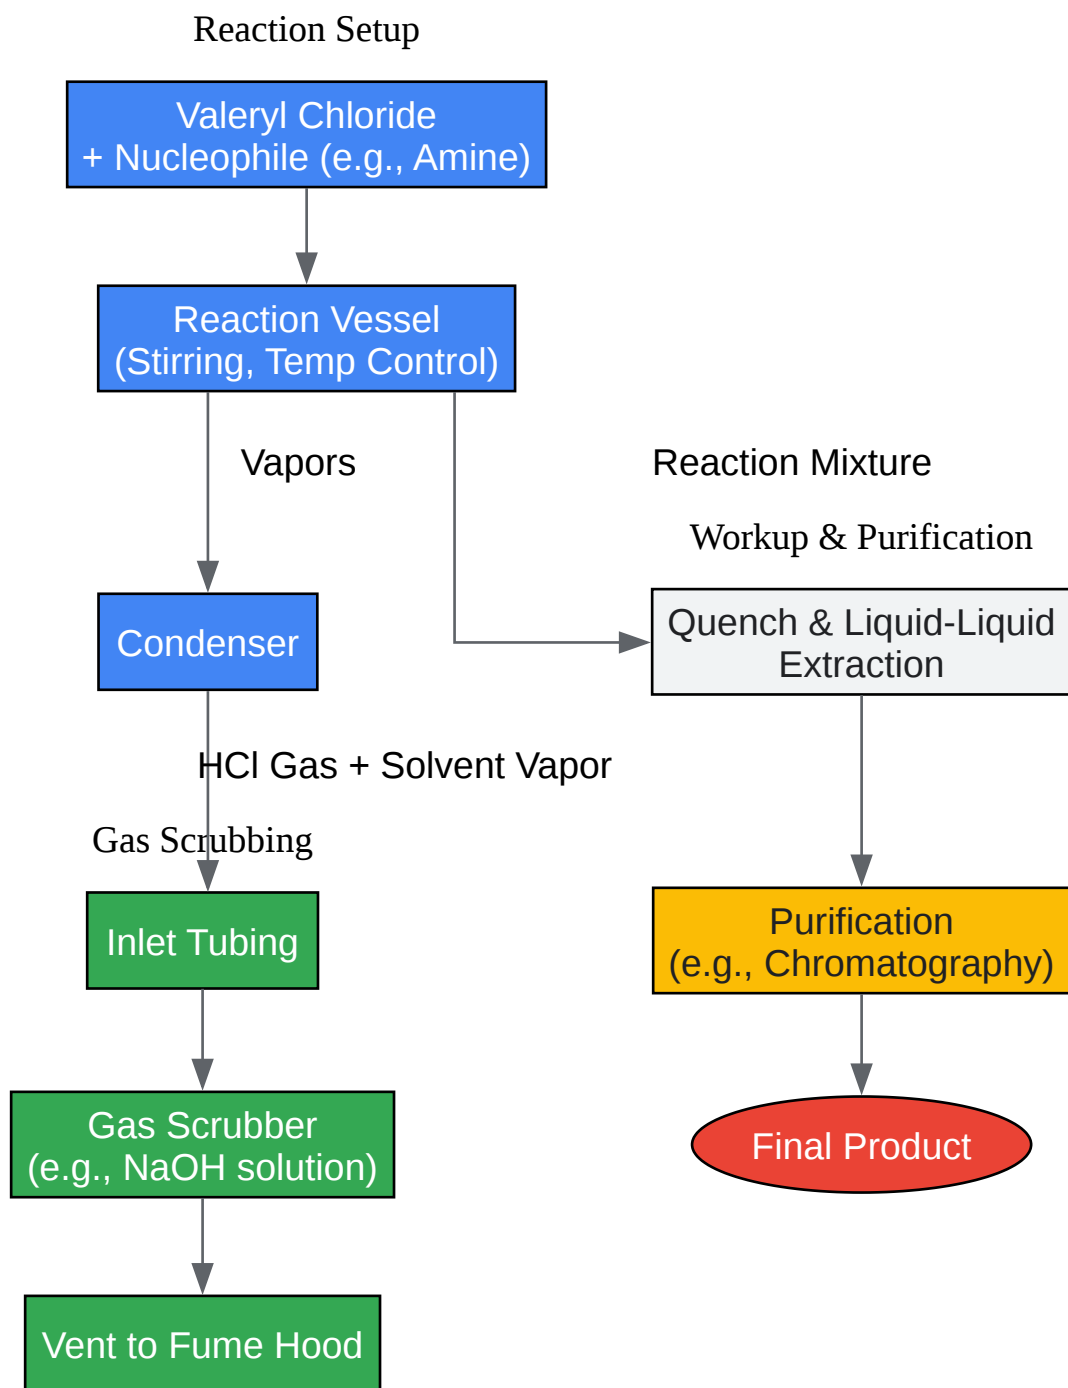 Reaction Setup
Valeryl Chloride
+ Nucleophile (e.g., Amine)
Reaction Vessel
(Stirring, Temp Control)
Vapors
Reaction Mixture
Workup & Purification
Condenser
Quench & Liquid-Liquid
Extraction
HCl Gas + Solvent Vapor
Gas Scrubbing
Inlet Tubing
Purification
(e.g., Chromatography)
Gas Scrubber
(e.g., NaOH solution)
Final Product
Vent to Fume Hood